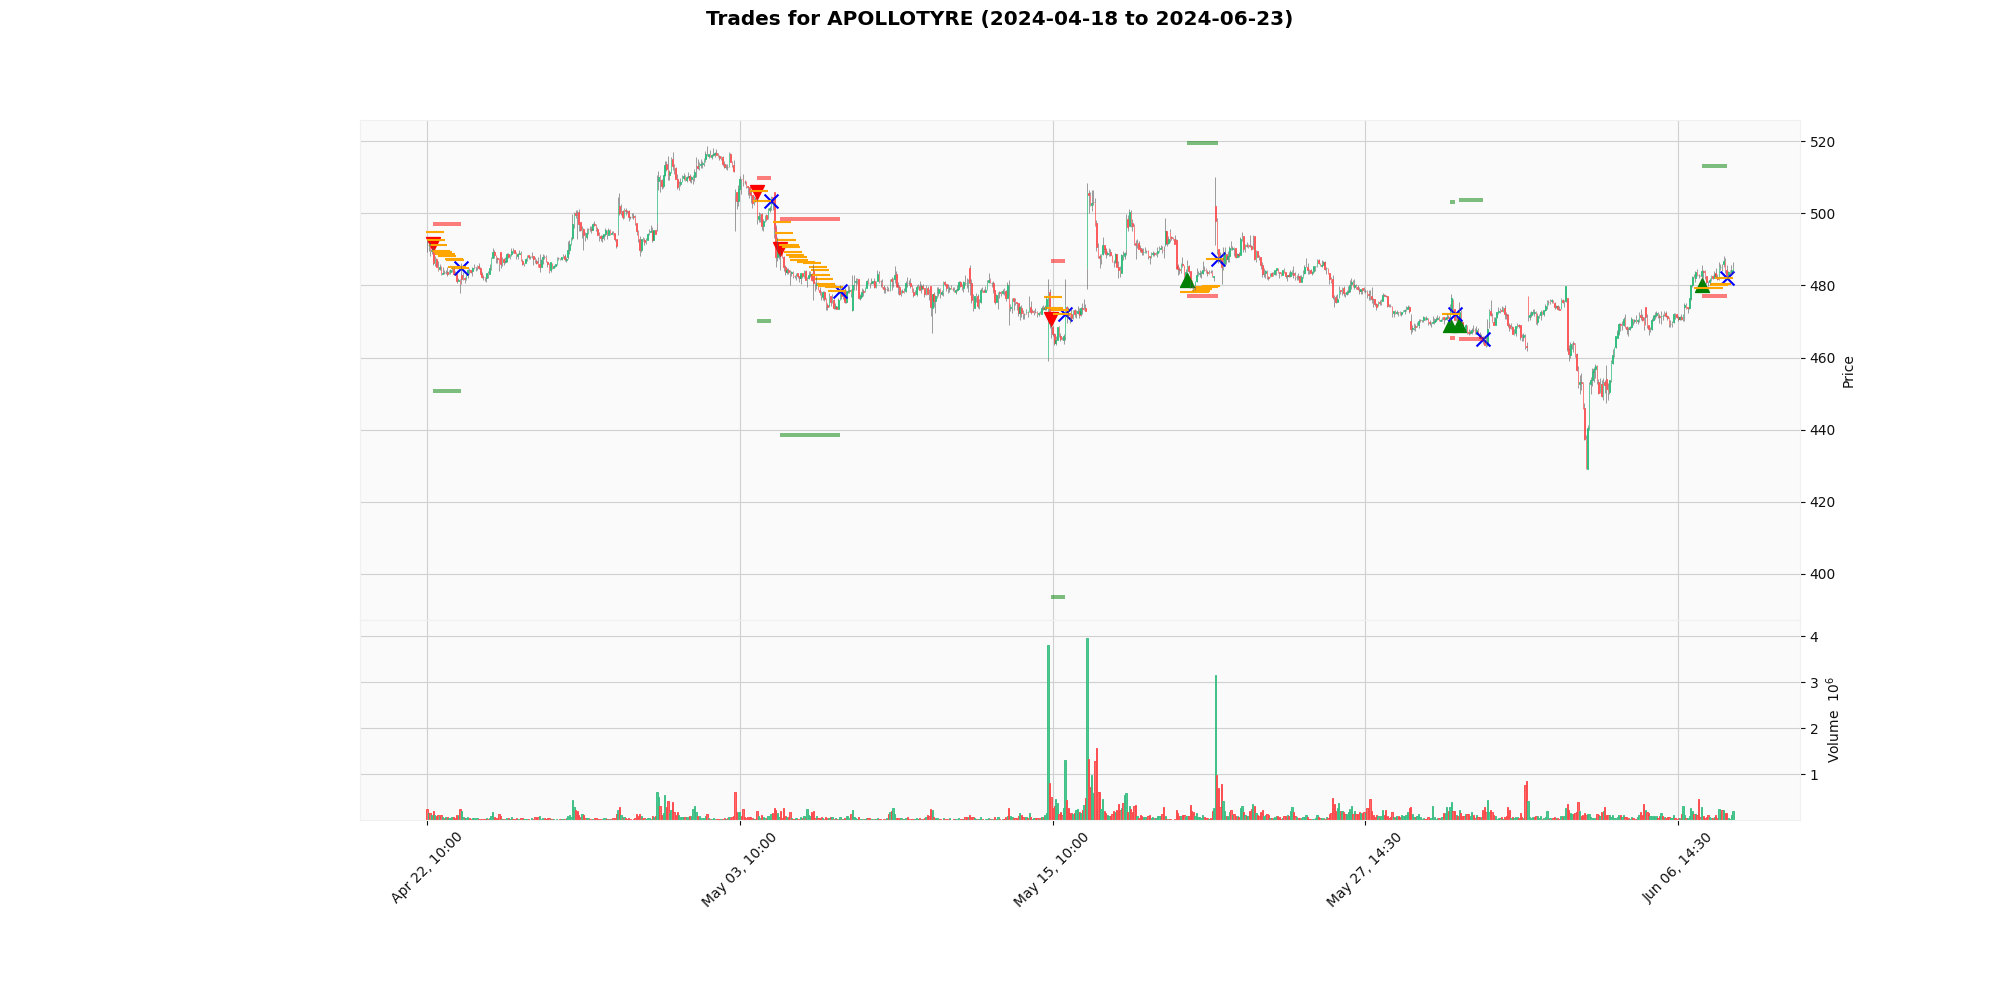 Trades for APOLLOTYRE (2024-04-18 to 2024-06-23)
520
500
480
460
440
420
400
Price
4
3
2
1
Volume 10⁶
Apr 22, 10:00
May 03, 10:00
May 15, 10:00
May 27, 14:30
Jun 06, 14:30